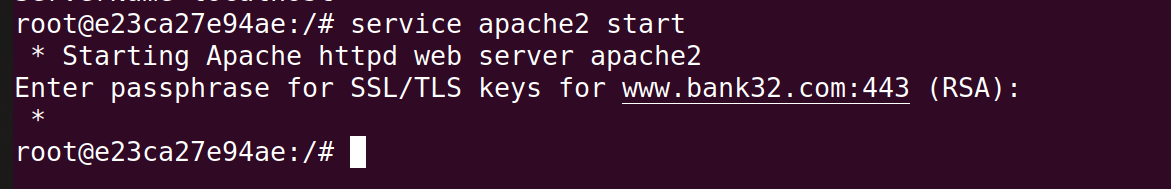 root@e23ca27e94ae:/# service apache2 start
 * Starting Apache httpd web server apache2
Enter passphrase for SSL/TLS keys for www.bank32.com:443 (RSA):
 *
root@e23ca27e94ae:/#